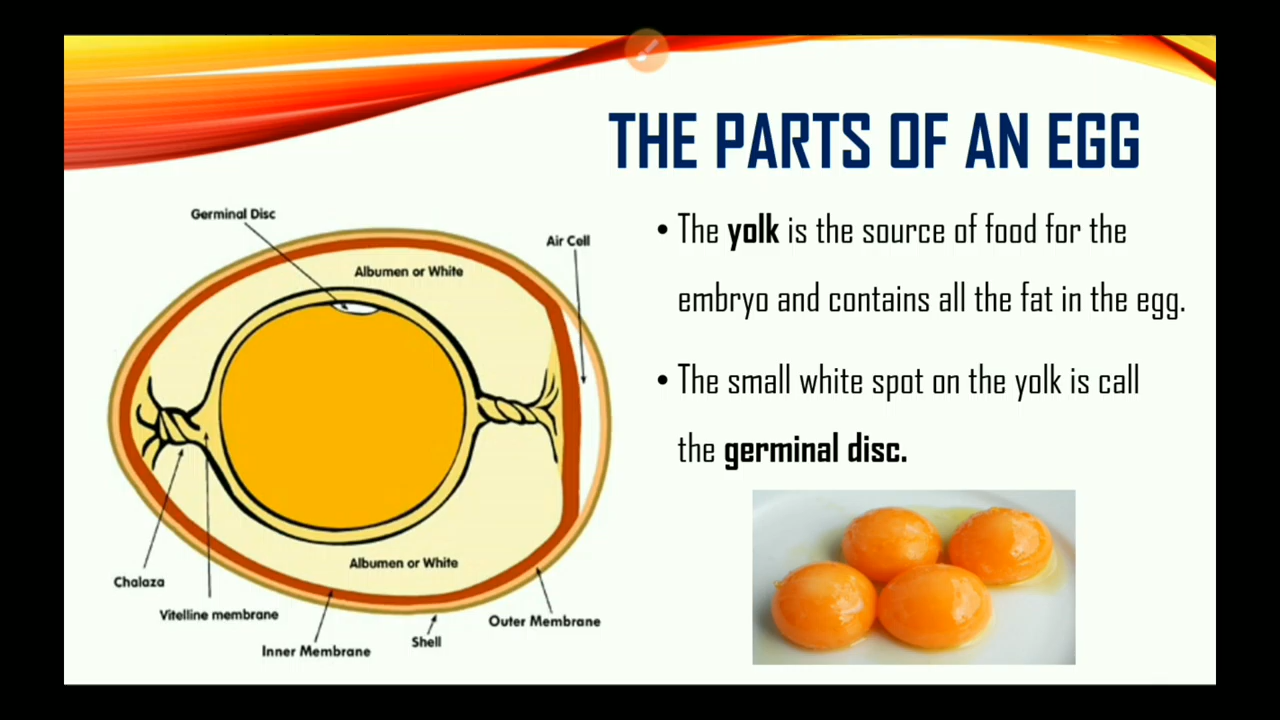 THE PARTS OF AN EGG
Germinal Disc
Air Cell
Albumen or White
Albumen or White
Chalaza
Vitelline membrane
Inner Membrane
Shell
Outer Membrane
• The yolk is the source of food for the
embryo and contains all the fat in the egg.
• The small white spot on the yolk is call
the germinal disc.